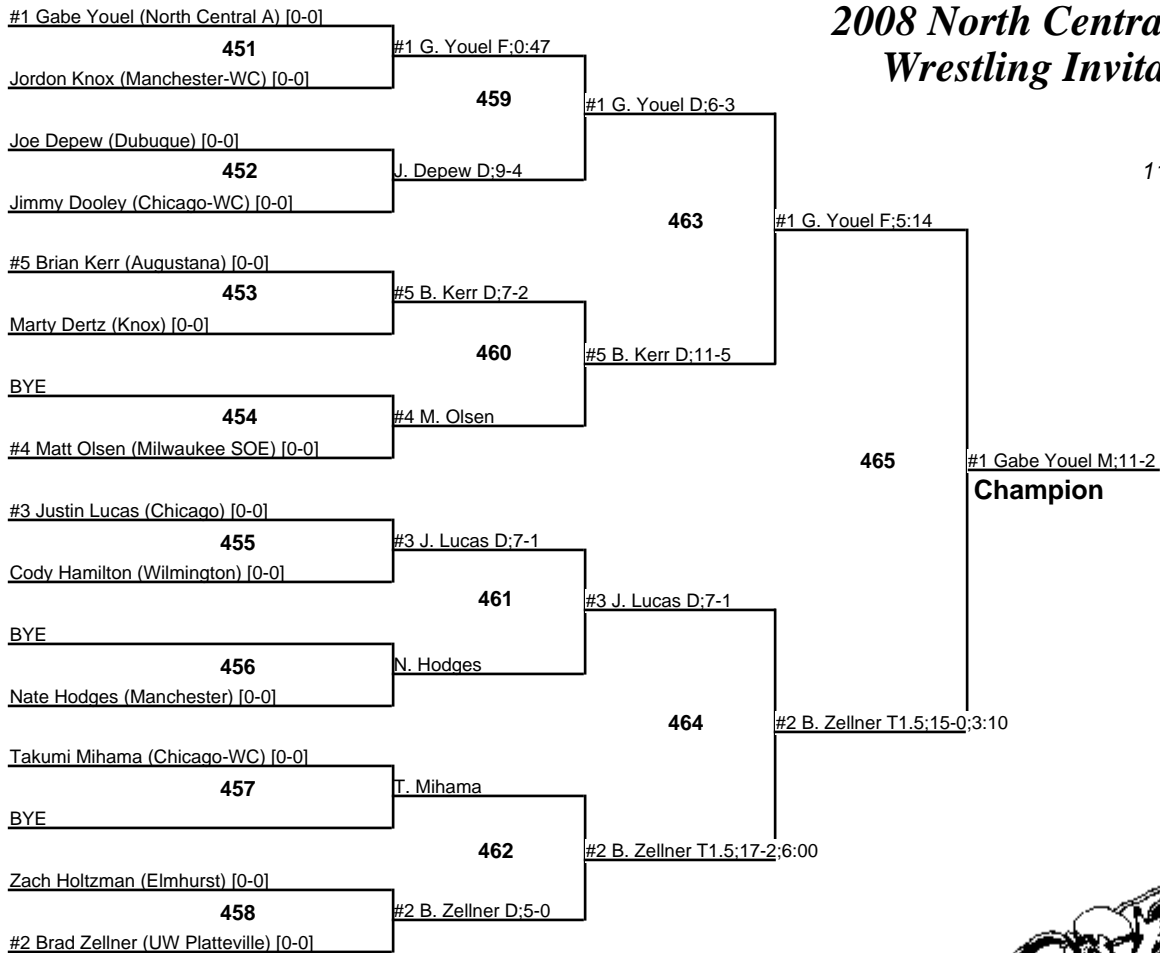 #1 Gabe Youel (North Central A) [0-0]
451
Jordon Knox (Manchester-WC) [0-0]
Joe Depew (Dubuque) [0-0]
452
Jimmy Dooley (Chicago-WC) [0-0]
#5 Brian Kerr (Augustana) [0-0]
453
Marty Dertz (Knox) [0-0]
BYE
454
#4 Matt Olsen (Milwaukee SOE) [0-0]
#3 Justin Lucas (Chicago) [0-0]
455
Cody Hamilton (Wilmington) [0-0]
BYE
456
Nate Hodges (Manchester) [0-0]
Takumi Mihama (Chicago-WC) [0-0]
457
BYE
Zach Holtzman (Elmhurst) [0-0]
458
#2 Brad Zellner (UW Platteville) [0-0]
#1 G. Youel F;0:47
459
J. Depew D;9-4
#5 B. Kerr D;7-2
460
#4 M. Olsen
#3 J. Lucas D;7-1
461
N. Hodges
T. Mihama
462
#2 B. Zellner D;5-0
#1 G. Youel D;6-3
463
#5 B. Kerr D;11-5
#3 J. Lucas D;7-1
464
#2 B. Zellner T1.5;17-2;6:00
#1 G. Youel F;5:14
465
#2 B. Zellner T1.5;15-0;3:10
#1 Gabe Youel M;11-2
Champion
2008 North Centra
Wrestling Invita
11